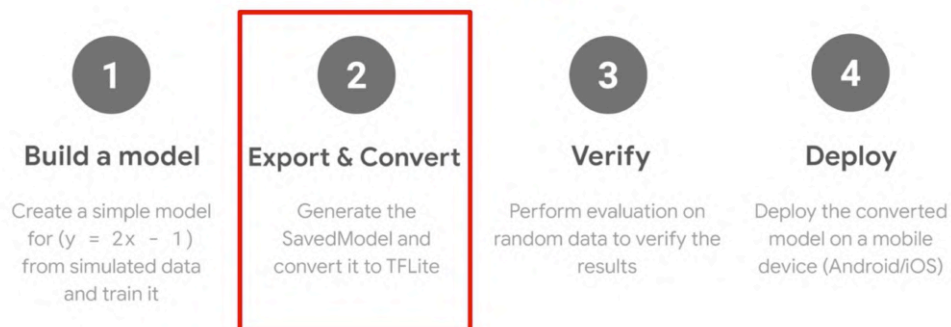 1
Build a model
Create a simple model
for (y = 2x - 1)
from simulated data
and train it
2
Export & Convert
Generate the
SavedModel and
convert it to TFLite
3
Verify
Perform evaluation on
random data to verify the
results
4
Deploy
Deploy the converted
model on a mobile
device (Android/iOS)